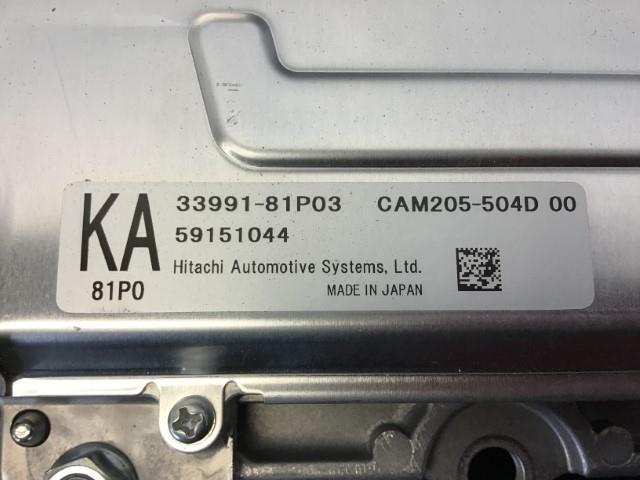 KA 33991-81P03 CAM205-504D 00
59151044
81P0 Hitachi Automotive Systems, Ltd.
MADE IN JAPAN